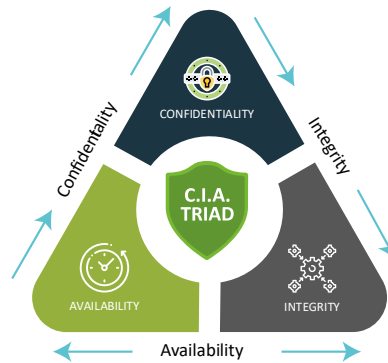 CONFIDENTIALITY
Confidentality
Integrity
C.I.A.
TRIAD
AVAILABILITY
INTEGRITY
Availability